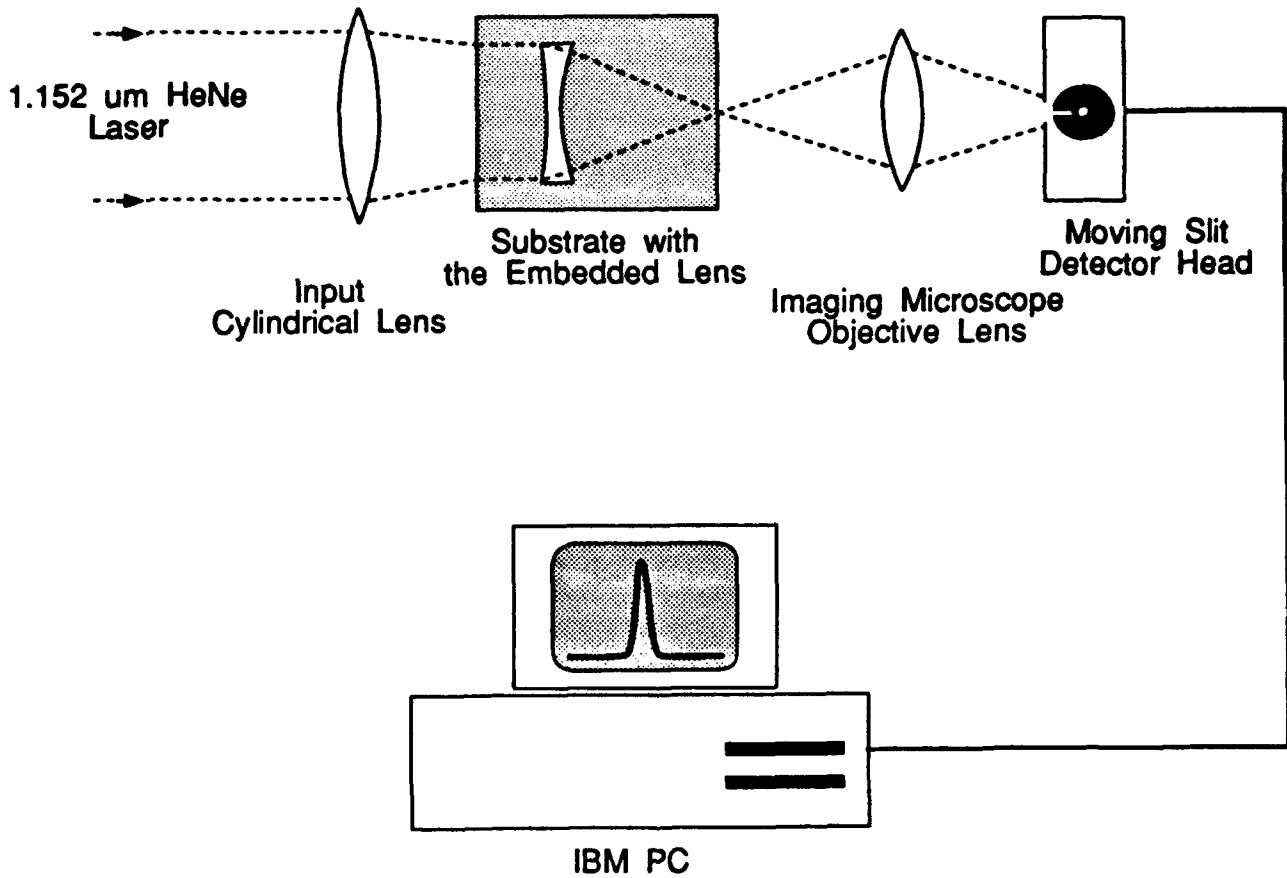 1.152 um HeNe
Laser
Substrate with
the Embedded Lens
Moving Slit
Detector Head
Input
Cylindrical Lens
Imaging Microscope
Objective Lens
IBM PC